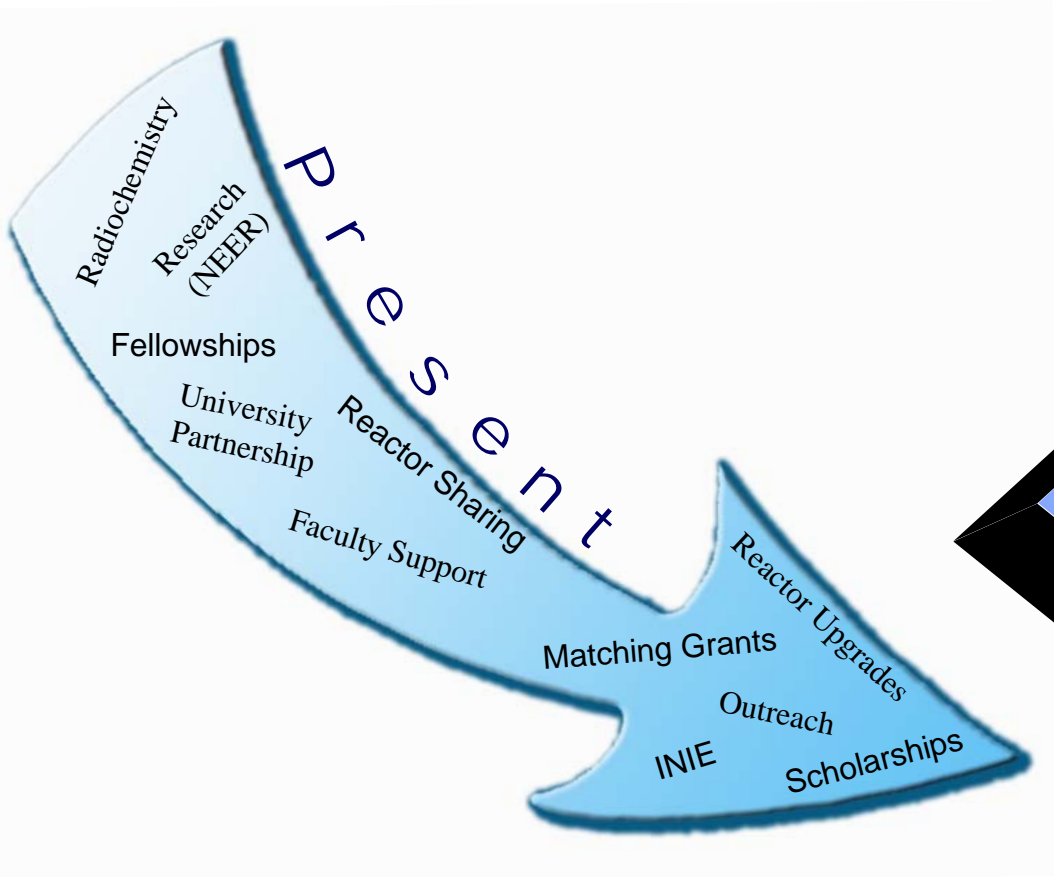 Present
Radiochemistry
Research
(NEER)
Fellowships
University
Partnership
Reactor Sharing
Faculty Support
Reactor Upgrades
Matching Grants
Outreach
INIE
Scholarships